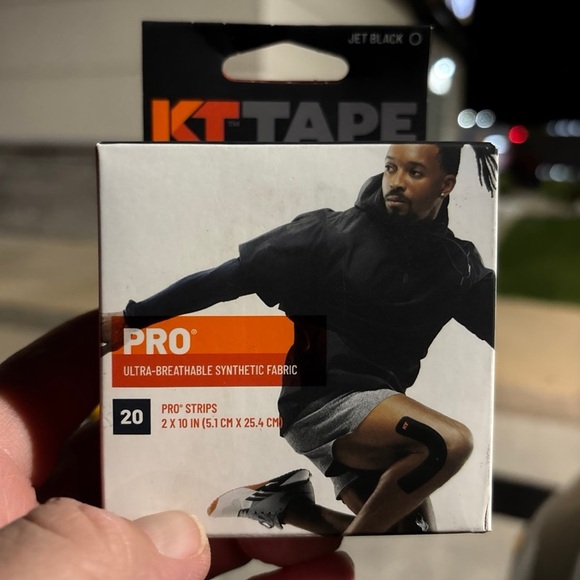 JET BLACK
KT™ TAPE
PRO®
ULTRA-BREATHABLE SYNTHETIC FABRIC
20
PRO® STRIPS
2 X 10 IN (5.1 CM X 25.4 CM)
KT